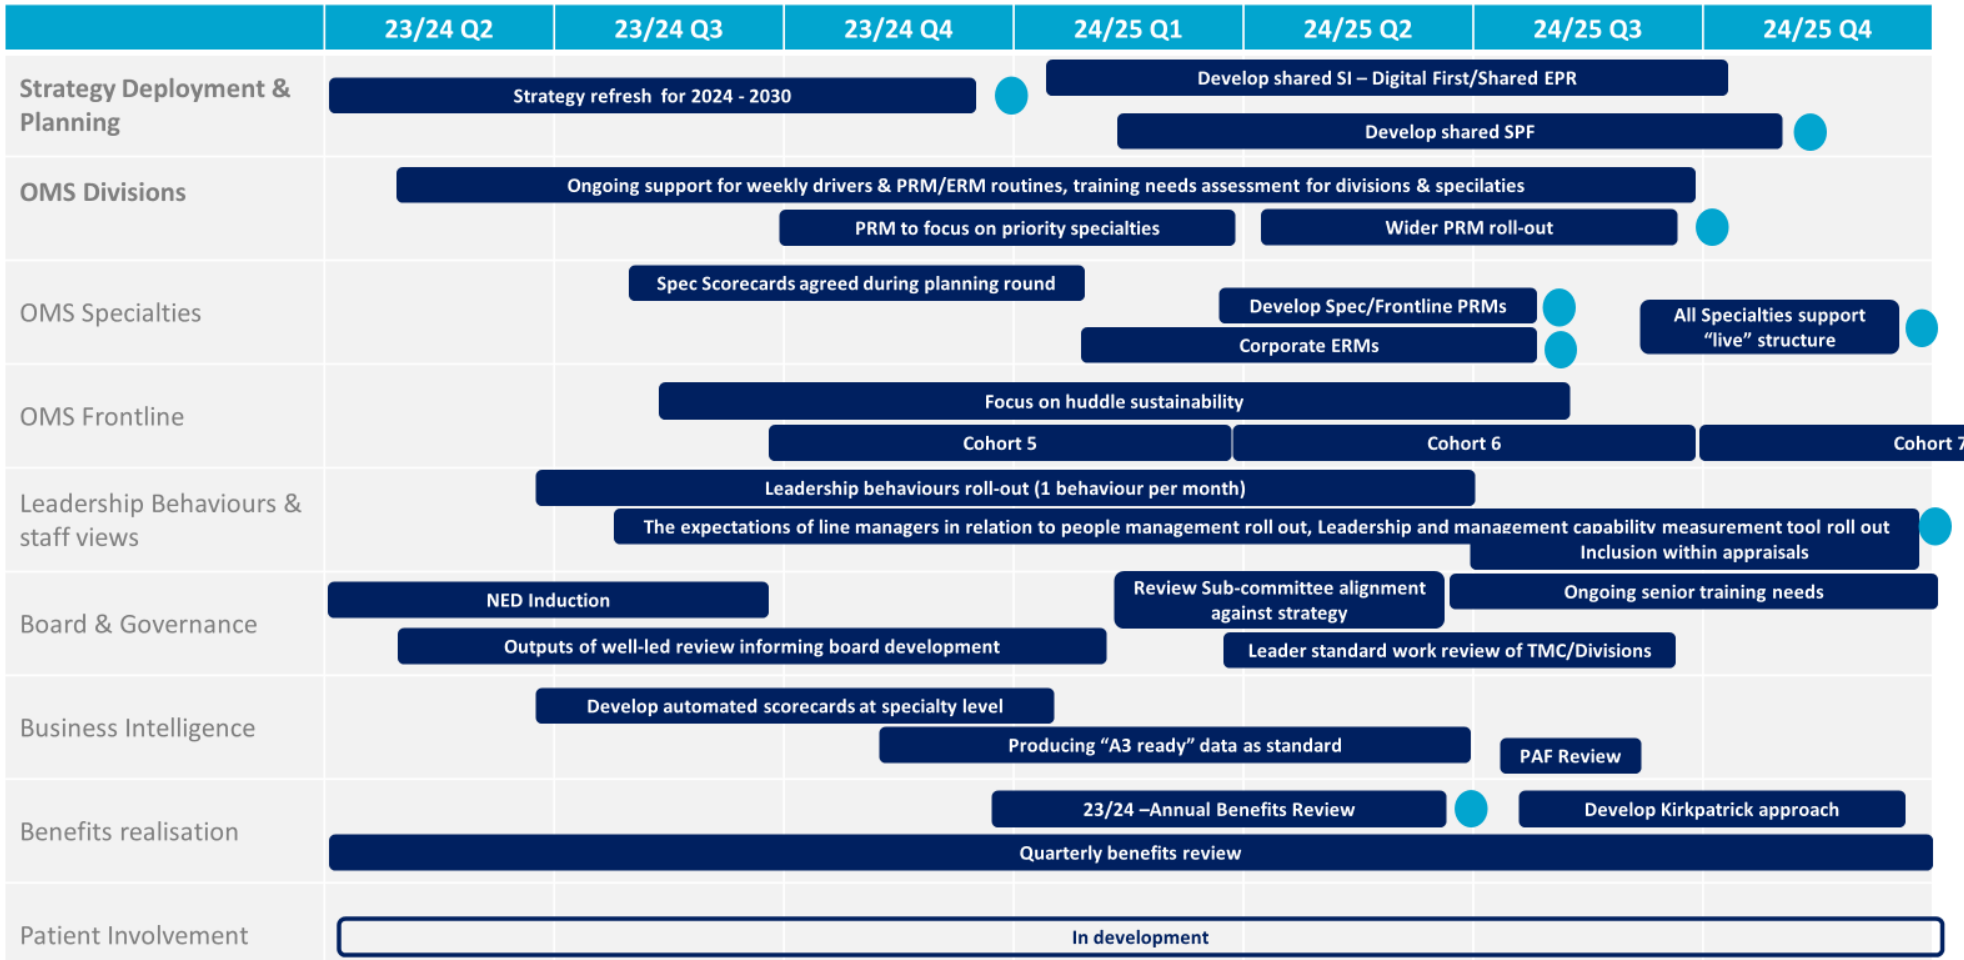 23/24 Q2
23/24 Q3
23/24 Q4
24/25 Q1
24/25 Q2
24/25 Q3
24/25 Q4
Strategy Deployment &
Planning
Strategy refresh for 2024 - 2030
Develop shared SI – Digital First/Shared EPR
Develop shared SPF
OMS Divisions
Ongoing support for weekly drivers & PRM/ERM routines, training needs assessment for divisions & specilaties
PRM to focus on priority specialties
Wider PRM roll-out
OMS Specialties
Spec Scorecards agreed during planning round
Develop Spec/Frontline PRMs
Corporate ERMs
All Specialties support
“live” structure
OMS Frontline
Focus on huddle sustainability
Cohort 5
Cohort 6
Cohort 7
Leadership Behaviours &
staff views
Leadership behaviours roll-out (1 behaviour per month)
The expectations of line managers in relation to people management roll out, Leadership and management capability measurement tool roll out
Inclusion within appraisals
Board & Governance
NED Induction
Review Sub-committee alignment
against strategy
Ongoing senior training needs
Outputs of well-led review informing board development
Leader standard work review of TMC/Divisions
Business Intelligence
Develop automated scorecards at specialty level
Producing “A3 ready” data as standard
PAF Review
Benefits realisation
23/24 –Annual Benefits Review
Develop Kirkpatrick approach
Quarterly benefits review
Patient Involvement
In development